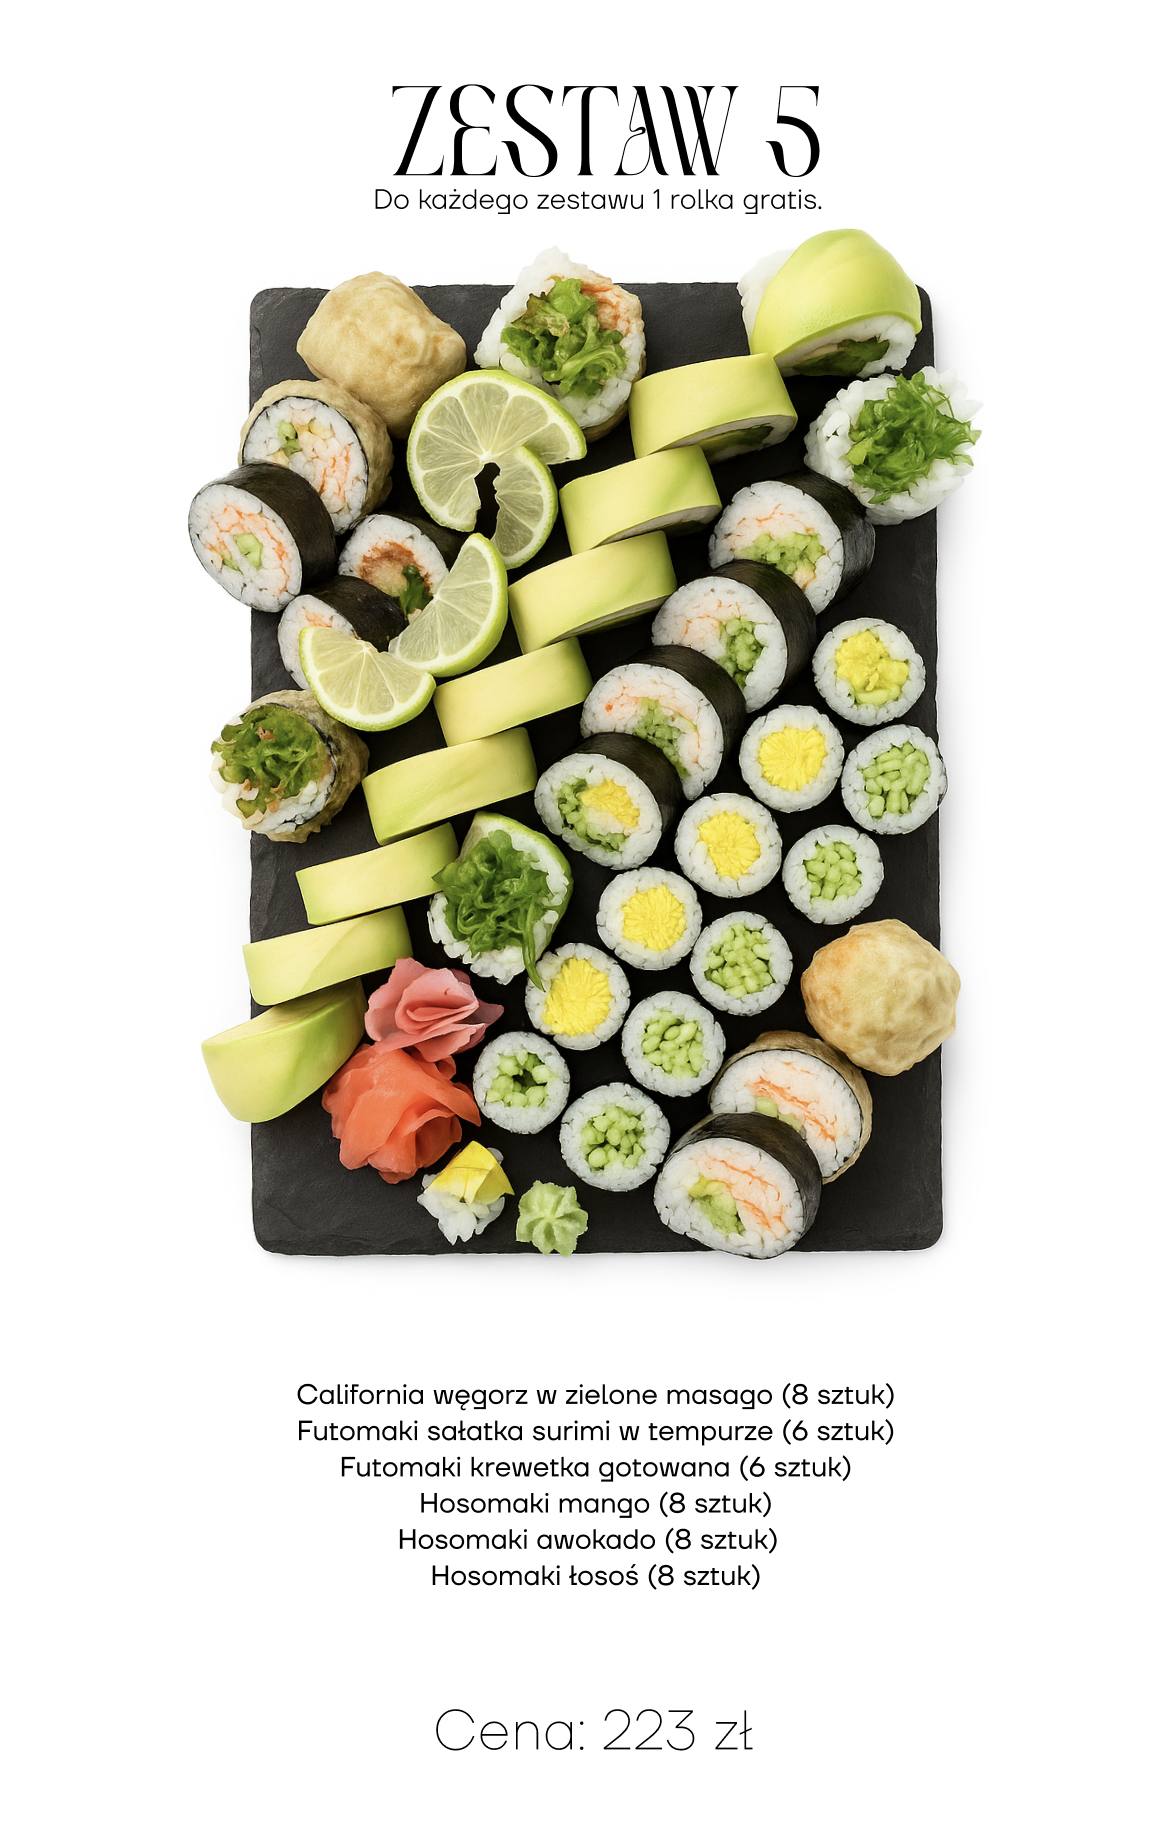 ZESTAW 5
Do każdego zestawu 1 rolka gratis.
California węgorz w zielone masago (8 sztuk)
Futomaki sałatka surimi w tempurze (6 sztuk)
Futomaki krewetka gotowana (6 sztuk)
Hosomaki mango (8 sztuk)
Hosomaki awokado (8 sztuk)
Hosomaki łosoś (8 sztuk)
Cena: 223 zł